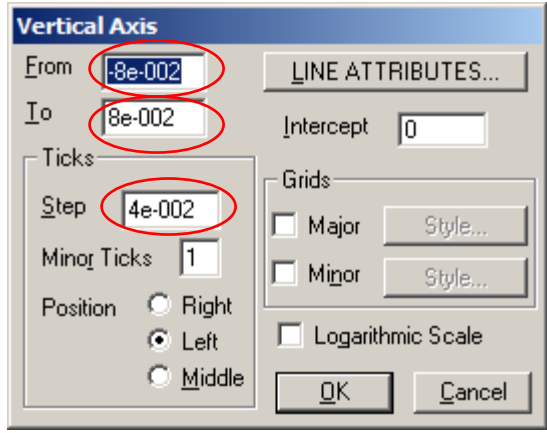 Vertical Axis
From -8e-002
To 8e-002
LINE ATTRIBUTES...
Intercept 0
Ticks
Step 4e-002
Minor Ticks 1
Position Right
Left
Middle
Grids
Major Style...
Minor Style...
Logarithmic Scale
OK Cancel